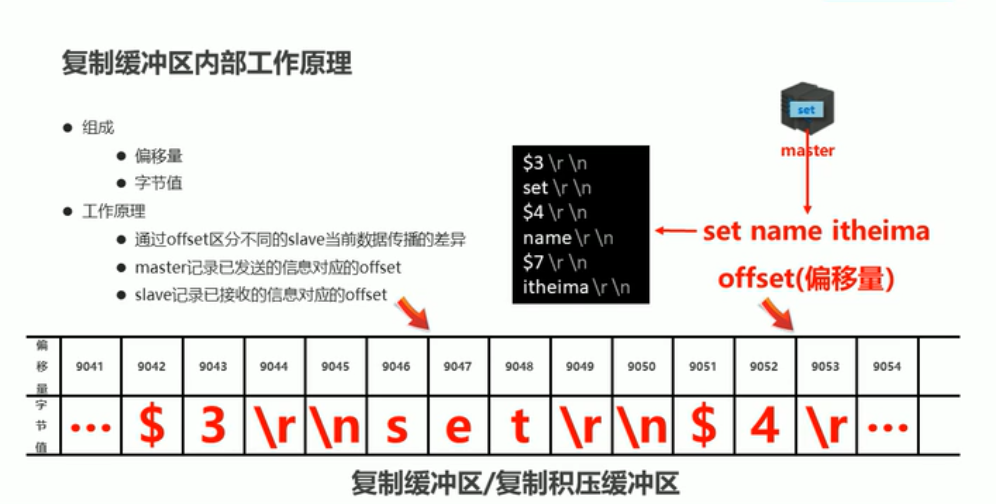 复制缓冲区内部工作原理
● 组成
● 偏移量
● 字节值
● 工作原理
● 通过offset区分不同的slave当前数据传播的差异
● master记录已发送的信息对应的offset
● slave记录已接收的信息对应的offset
set
master
$3 \r \n
set \r \n
$4 \r \n
name \r \n
$7 \r \n
itheima \r \n
set name itheima
offset(偏移量)
偏移量 9041 9042 9043 9044 9045 9046 9047 9048 9049 9050 9051 9052 9053 9054
字节值 ... $ 3 \r \n s e t \r \n $ 4 \r ...
复制缓冲区/复制积压缓冲区